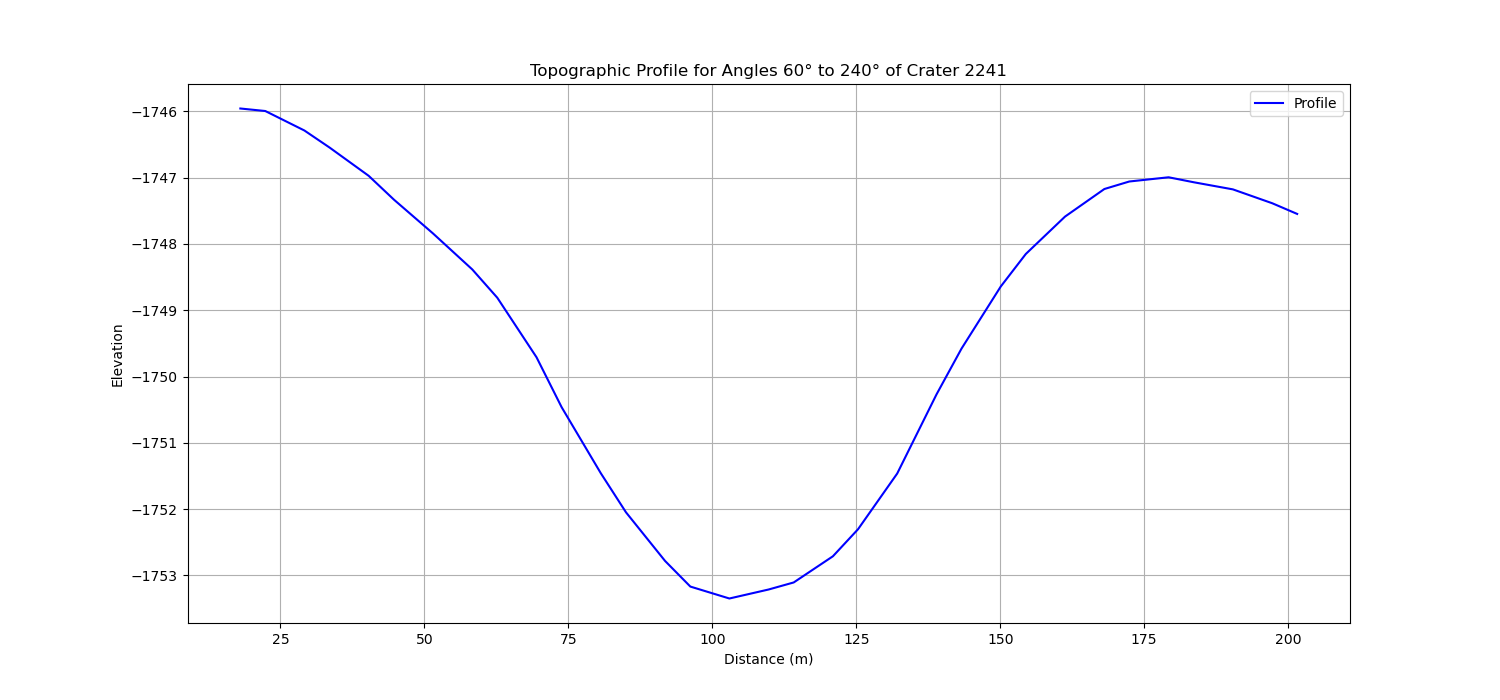 Topographic Profile for Angles 60° to 240° of Crater 2241
Profile
−1746
−1747
−1748
−1749
−1750
−1751
−1752
−1753
Elevation
25 50 75 100 125 150 175 200
Distance (m)